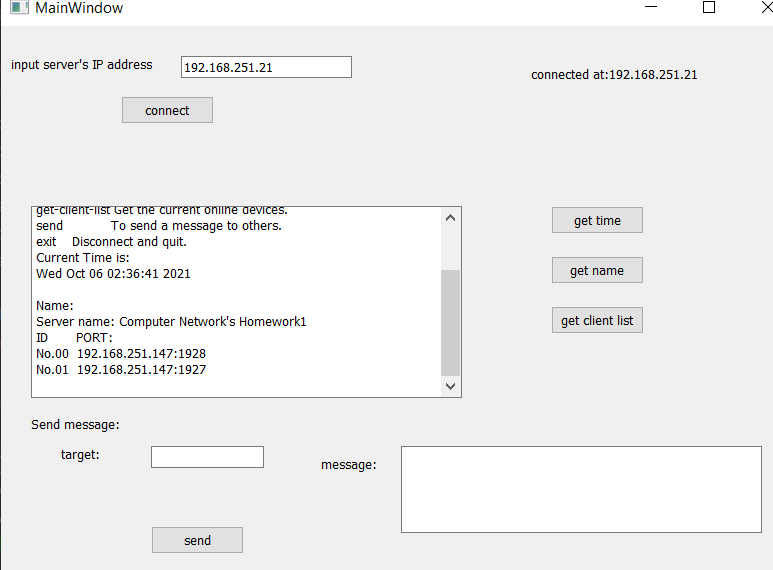 MainWindow
input server's IP address
192.168.251.21
connected at:192.168.251.21
connect
get-client-list Get the current online devices.
send To send a message to others.
exit Disconnect and quit.
Current Time is:
Wed Oct 06 02:36:41 2021
Name:
Server name: Computer Network's Homework1
ID PORT:
No.00 192.168.251.147:1928
No.01 192.168.251.147:1927
get time
get name
get client list
Send message:
target:
message:
send